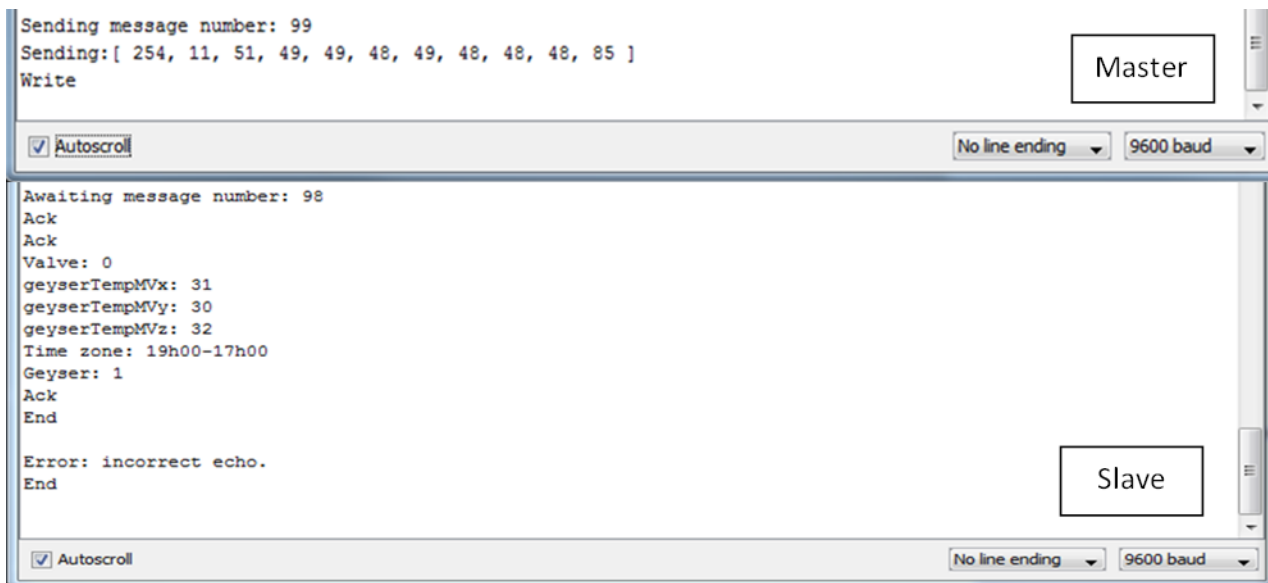 Sending message number: 99
Sending:[ 254, 11, 51, 49, 49, 48, 49, 48, 48, 48, 85 ]
Write
Master
Autoscroll
No line ending
9600 baud
Awaiting message number: 98
Ack
Ack
Valve: 0
geyserTempMVx: 31
geyserTempMVy: 30
geyserTempMVz: 32
Time zone: 19h00-17h00
Geyser: 1
Ack
End
Error: incorrect echo.
End
Slave
Autoscroll
No line ending
9600 baud